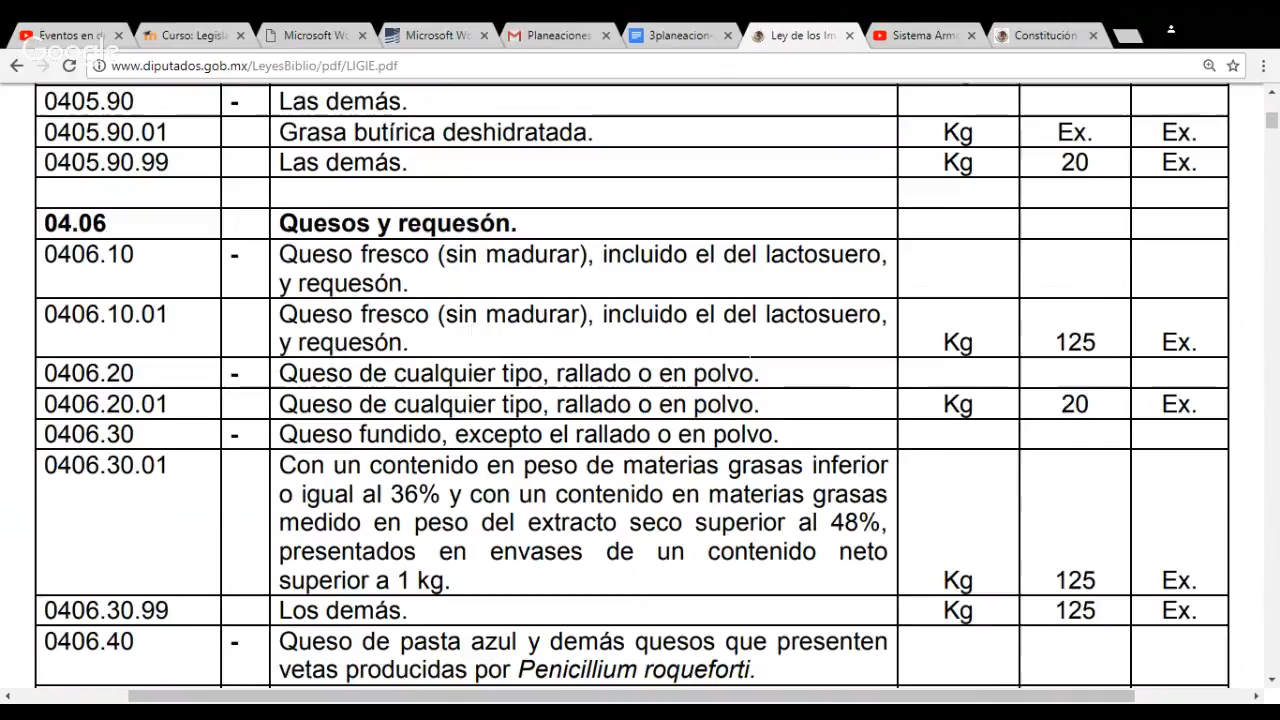 Eventos en d
Curso: Legisla
Microsoft Wo
Microsoft Wo
Planeaciones
3planeacion
Ley de los Im
Sistema Armo
Constitución
Google
www.diputados.gob.mx/LeyesBiblio/pdf/LIGIE.pdf
0405.90 - Las demás.
0405.90.01 Grasa butírica deshidratada. Kg Ex. Ex.
0405.90.99 Las demás. Kg 20 Ex.
04.06 Quesos y requesón.
0406.10 - Queso fresco (sin madurar), incluido el del lactosuero,
y requesón.
0406.10.01 Queso fresco (sin madurar), incluido el del lactosuero,
y requesón. Kg 125 Ex.
0406.20 - Queso de cualquier tipo, rallado o en polvo.
0406.20.01 Queso de cualquier tipo, rallado o en polvo. Kg 20 Ex.
0406.30 - Queso fundido, excepto el rallado o en polvo.
0406.30.01 Con un contenido en peso de materias grasas inferior
o igual al 36% y con un contenido en materias grasas
medido en peso del extracto seco superior al 48%,
presentados en envases de un contenido neto
superior a 1 kg. Kg 125 Ex.
0406.30.99 Los demás. Kg 125 Ex.
0406.40 - Queso de pasta azul y demás quesos que presenten
vetas producidas por Penicillium roqueforti.